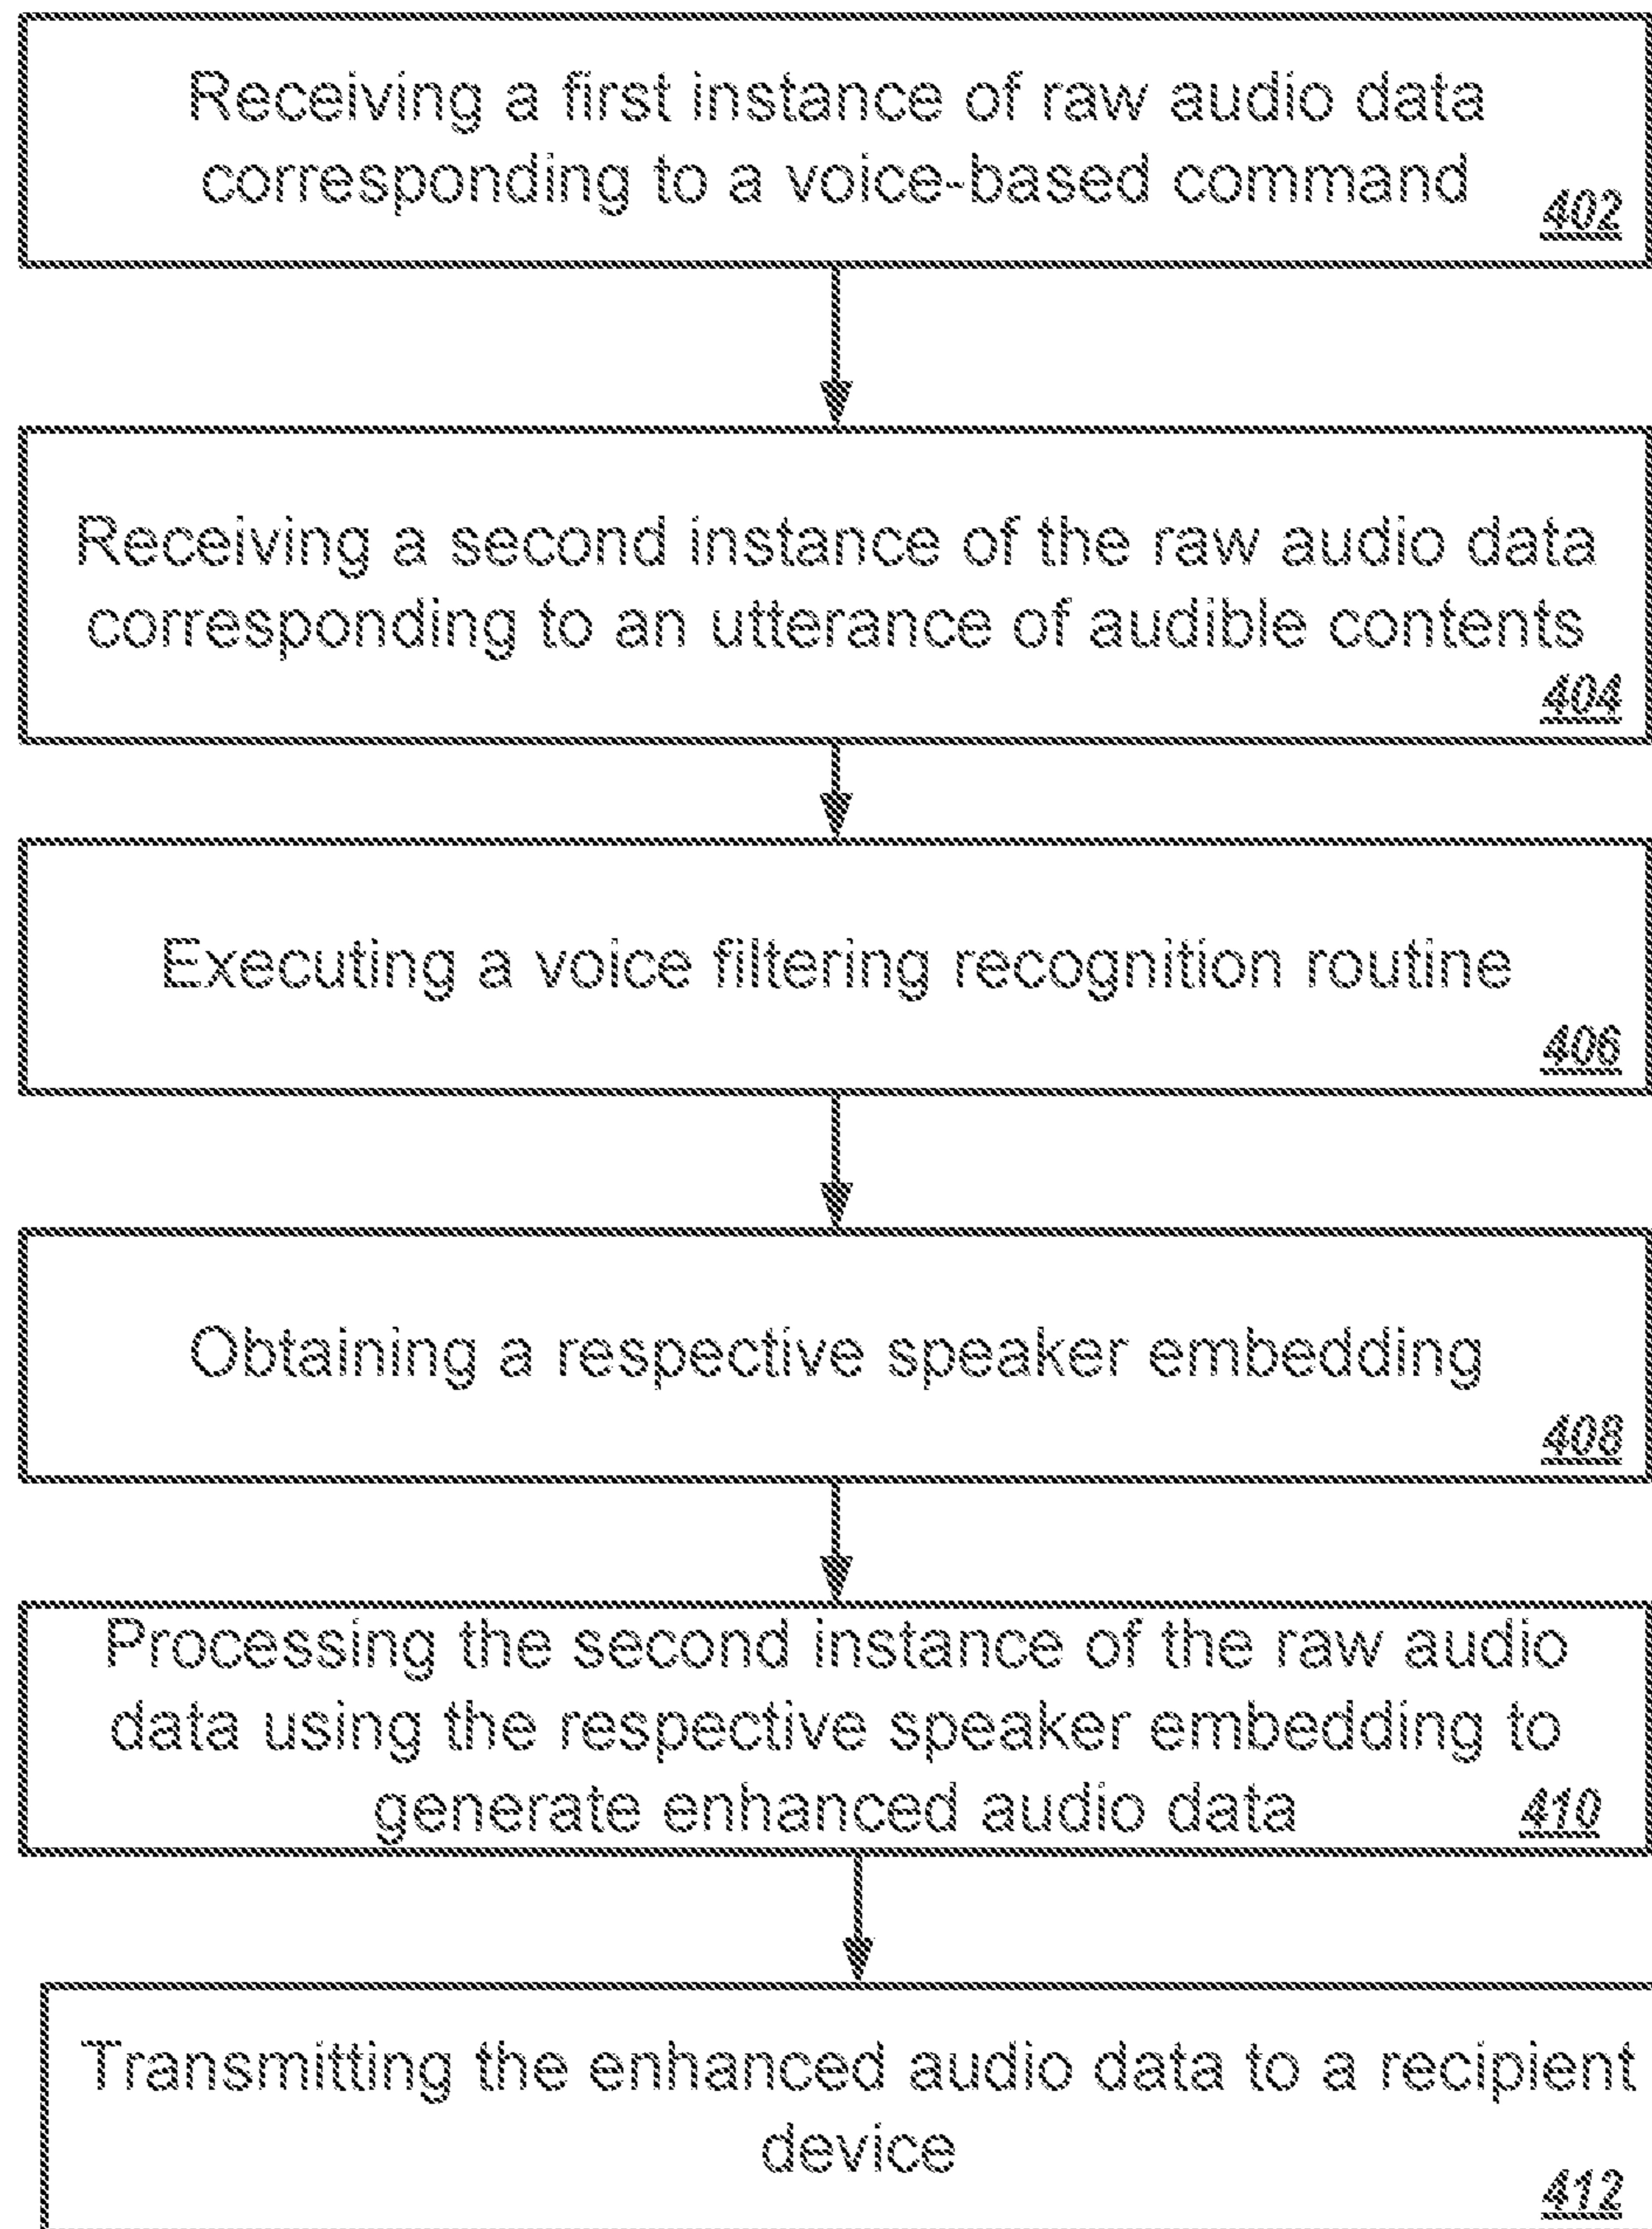 Receiving a first instance of raw audio data
corresponding to a voice-based command
402
Receiving a second instance of the raw audio data
corresponding to an utterance of audible contents
404
Executing a voice filtering recognition routine
406
Obtaining a respective speaker embedding
408
Processing the second instance of the raw audio
data using the respective speaker embedding to
generate enhanced audio data 410
Transmitting the enhanced audio data to a recipient
device
412